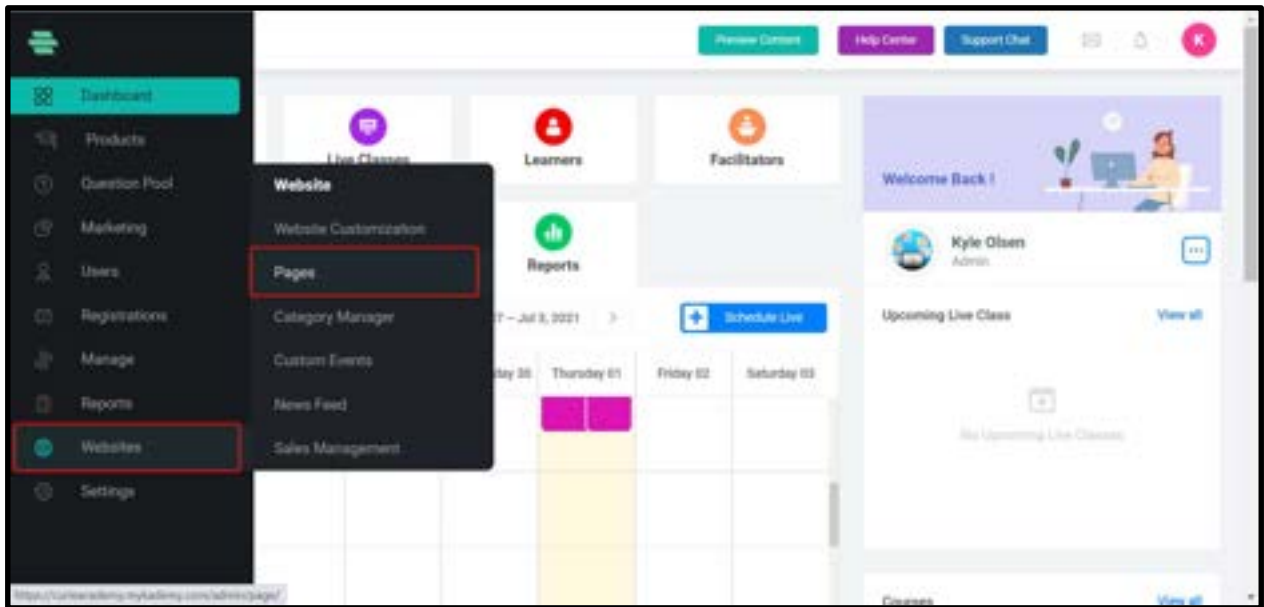 Preview Content
Help Center
Support Chat
K
Dashboard
Products
Question Pool
Marketing
Users
Registrations
Manage
Reports
Websites
Settings
Website
Website Customization
Pages
Category Manager
Custom Events
News Feed
Sales Management
Live Classes
Learners
Facilitators
Reports
– Jul 3, 2021
Schedule Live
Thursday 01
Friday 02
Saturday 03
Welcome Back !
Kyle Olsen
Admin
Upcoming Live Class
View all
No Upcoming Live Classes
Courses
View all